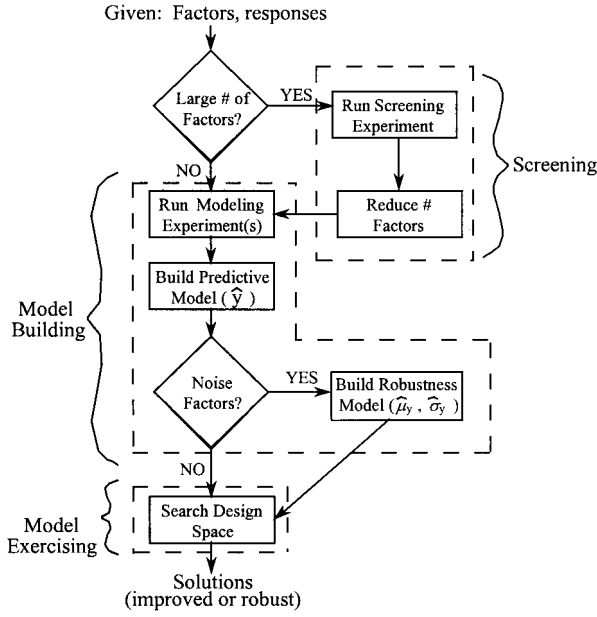 Given: Factors, responses
Large # of
Factors?
YES
Run Screening
Experiment
Screening
NO
Run Modeling
Experiment(s)
Reduce #
Factors
Build Predictive
Model ( ŷ )
Model
Building
Noise
Factors?
YES
Build Robustness
Model ( μ̂y , σ̂y )
NO
Search Design
Space
Model
Exercising
Solutions
(improved or robust)